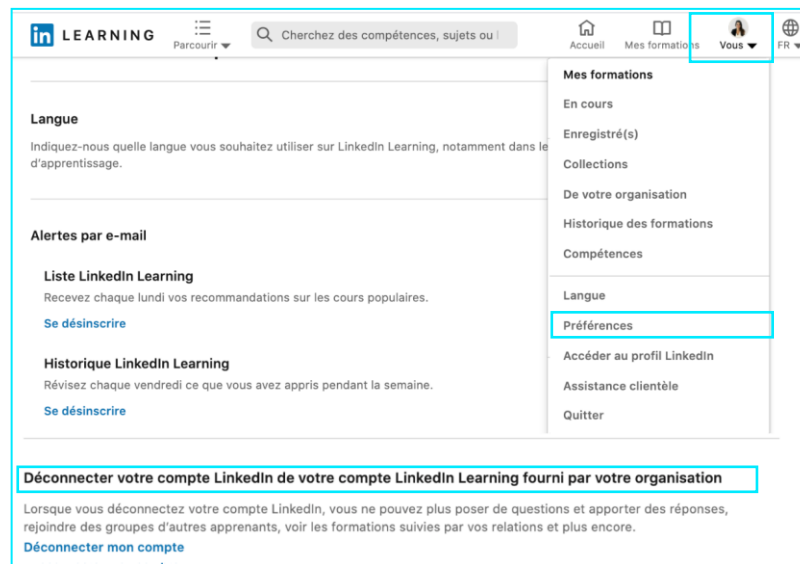 in LEARNING
Parcourir
Cherchez des compétences, sujets ou
Accueil
Mes formations
Vous
FR
Mes formations
En cours
Enregistré(s)
Collections
De votre organisation
Historique des formations
Compétences
Langue
Préférences
Accéder au profil LinkedIn
Assistance clientèle
Quitter
Langue
Indiquez-nous quelle langue vous souhaitez utiliser sur LinkedIn Learning, notamment dans le
d'apprentissage.
Alertes par e-mail
Liste LinkedIn Learning
Recevez chaque lundi vos recommandations sur les cours populaires.
Se désinscrire
Historique LinkedIn Learning
Révisez chaque vendredi ce que vous avez appris pendant la semaine.
Se désinscrire
Déconnecter votre compte LinkedIn de votre compte LinkedIn Learning fourni par votre organisation
Lorsque vous déconnectez votre compte LinkedIn, vous ne pouvez plus poser de questions et apporter des réponses,
rejoindre des groupes d'autres apprenants, voir les formations suivies par vos relations et plus encore.
Déconnecter mon compte